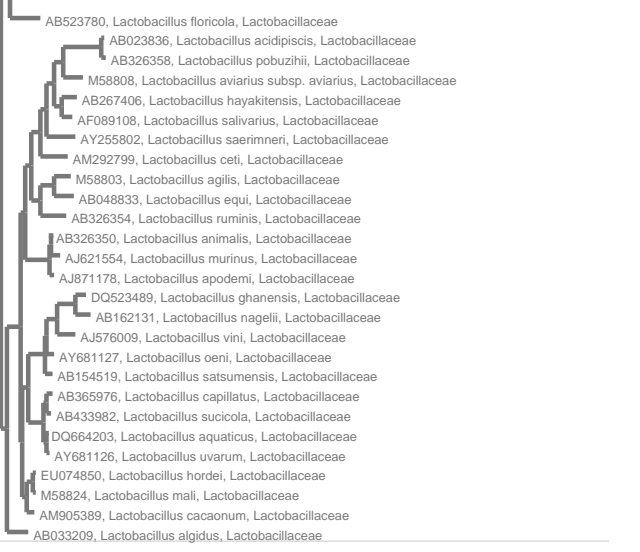 AB523780, Lactobacillus floricola, Lactobacillaceae
AB023836, Lactobacillus acidipiscis, Lactobacillaceae
AB326358, Lactobacillus pobuzihii, Lactobacillaceae
M58808, Lactobacillus aviarius subsp. aviarius, Lactobacillaceae
AB267406, Lactobacillus hayakitensis, Lactobacillaceae
AF089108, Lactobacillus salivarius, Lactobacillaceae
AY255802, Lactobacillus saerimneri, Lactobacillaceae
AM292799, Lactobacillus ceti, Lactobacillaceae
M58803, Lactobacillus agilis, Lactobacillaceae
AB048833, Lactobacillus equi, Lactobacillaceae
AB326354, Lactobacillus ruminis, Lactobacillaceae
AB326350, Lactobacillus animalis, Lactobacillaceae
AJ621554, Lactobacillus murinus, Lactobacillaceae
AJ871178, Lactobacillus apodemi, Lactobacillaceae
DQ523489, Lactobacillus ghanensis, Lactobacillaceae
AB162131, Lactobacillus nagelii, Lactobacillaceae
AJ576009, Lactobacillus vini, Lactobacillaceae
AY681127, Lactobacillus oeni, Lactobacillaceae
AB154519, Lactobacillus satsumensis, Lactobacillaceae
AB365976, Lactobacillus capillatus, Lactobacillaceae
AB433982, Lactobacillus sucicola, Lactobacillaceae
DQ664203, Lactobacillus aquaticus, Lactobacillaceae
AY681126, Lactobacillus uvarum, Lactobacillaceae
EU074850, Lactobacillus hordei, Lactobacillaceae
M58824, Lactobacillus mali, Lactobacillaceae
AM905389, Lactobacillus cacaonum, Lactobacillaceae
AB033209, Lactobacillus algidus, Lactobacillaceae